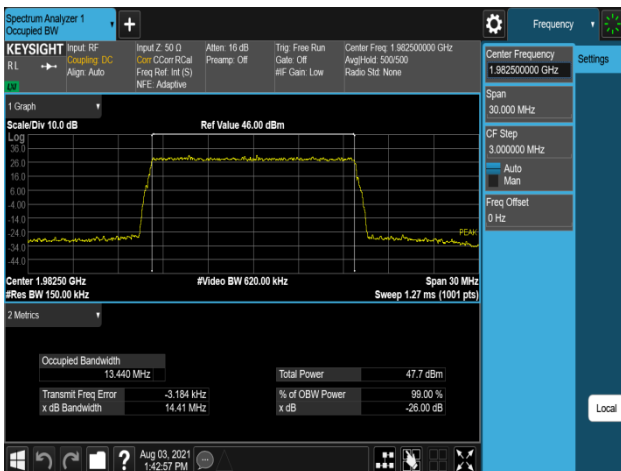 Spectrum Analyzer 1
Occupied BW
Frequency
KEYSIGHT
RL
Input: RF
Coupling: DC
Align: Auto
Input Z: 50 Ω
Corr CCorr RCal
Freq Ref: Int (S)
NFE: Adaptive
Atten: 16 dB
Preamp: Off
Trig: Free Run
Gate: Off
#IF Gain: Low
Center Freq: 1.982500000 GHz
Avg|Hold: 500/500
Radio Std: None
Center Frequency
1.982500000 GHz
Settings
Span
30.000 MHz
CF Step
3.000000 MHz
Auto
Man
Freq Offset
0 Hz
Local
1 Graph
Scale/Div 10.0 dB
Ref Value 46.00 dBm
Log
36.0
26.0
16.0
6.00
-4.00
-14.0
-24.0
-34.0
-44.0
PEAK
Center 1.98250 GHz
#Video BW 620.00 kHz
Span 30 MHz
#Res BW 150.00 kHz
Sweep 1.27 ms (1001 pts)
2 Metrics
Occupied Bandwidth
13.440 MHz
Total Power
47.7 dBm
Transmit Freq Error
-3.184 kHz
% of OBW Power
99.00 %
x dB Bandwidth
14.41 MHz
x dB
-26.00 dB
?
Aug 03, 2021
1:42:57 PM